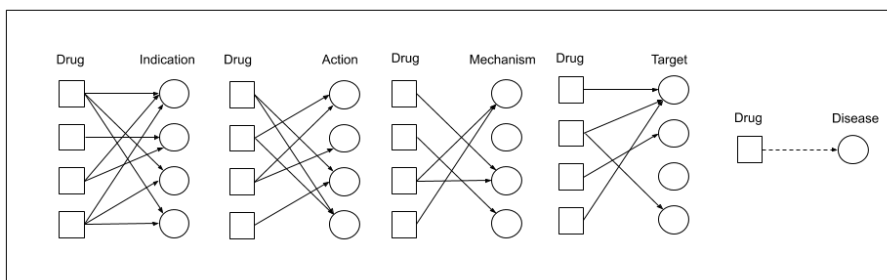 Drug Indication
Drug Action
Drug Mechanism
Drug Target
Drug Disease